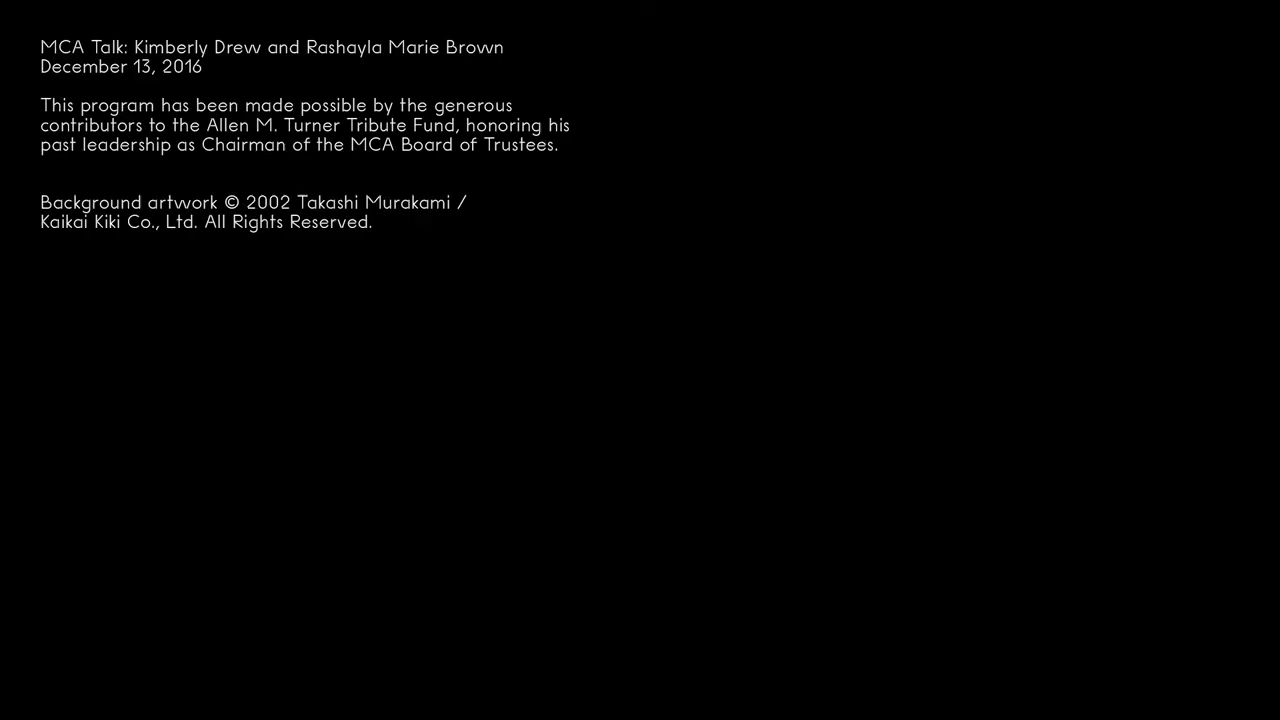 MCA Talk: Kimberly Drew and Rashayla Marie Brown
December 13, 2016
This program has been made possible by the generous
contributors to the Allen M. Turner Tribute Fund, honoring his
past leadership as Chairman of the MCA Board of Trustees.
Background artwork © 2002 Takashi Murakami /
Kaikai Kiki Co., Ltd. All Rights Reserved.